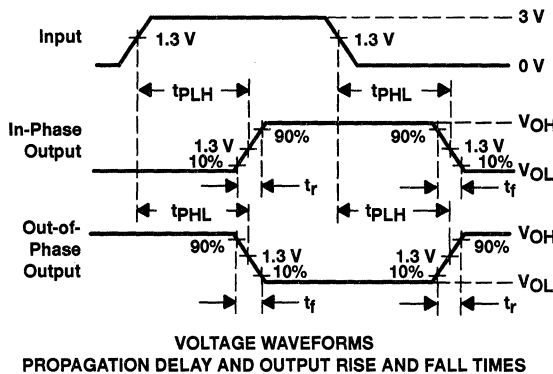 3 V
Input
1.3 V
1.3 V
0 V
tPLH
tPHL
VOH
In-Phase
Output
90%
90%
1.3 V
1.3 V
10%
10%
VOL
tr
tf
tPHL
tPLH
Out-of-
Phase
Output
VOH
90%
90%
1.3 V
1.3 V
10%
10%
VOL
tf
tr
VOLTAGE WAVEFORMS
PROPAGATION DELAY AND OUTPUT RISE AND FALL TIMES